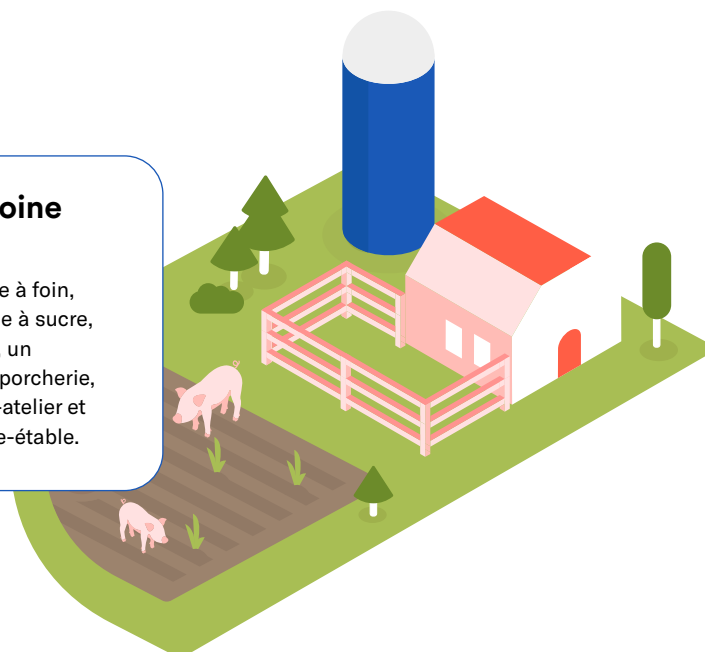 oine
e à foin,
e à sucre,
un
porcherie,
-atelier et
e-étable.